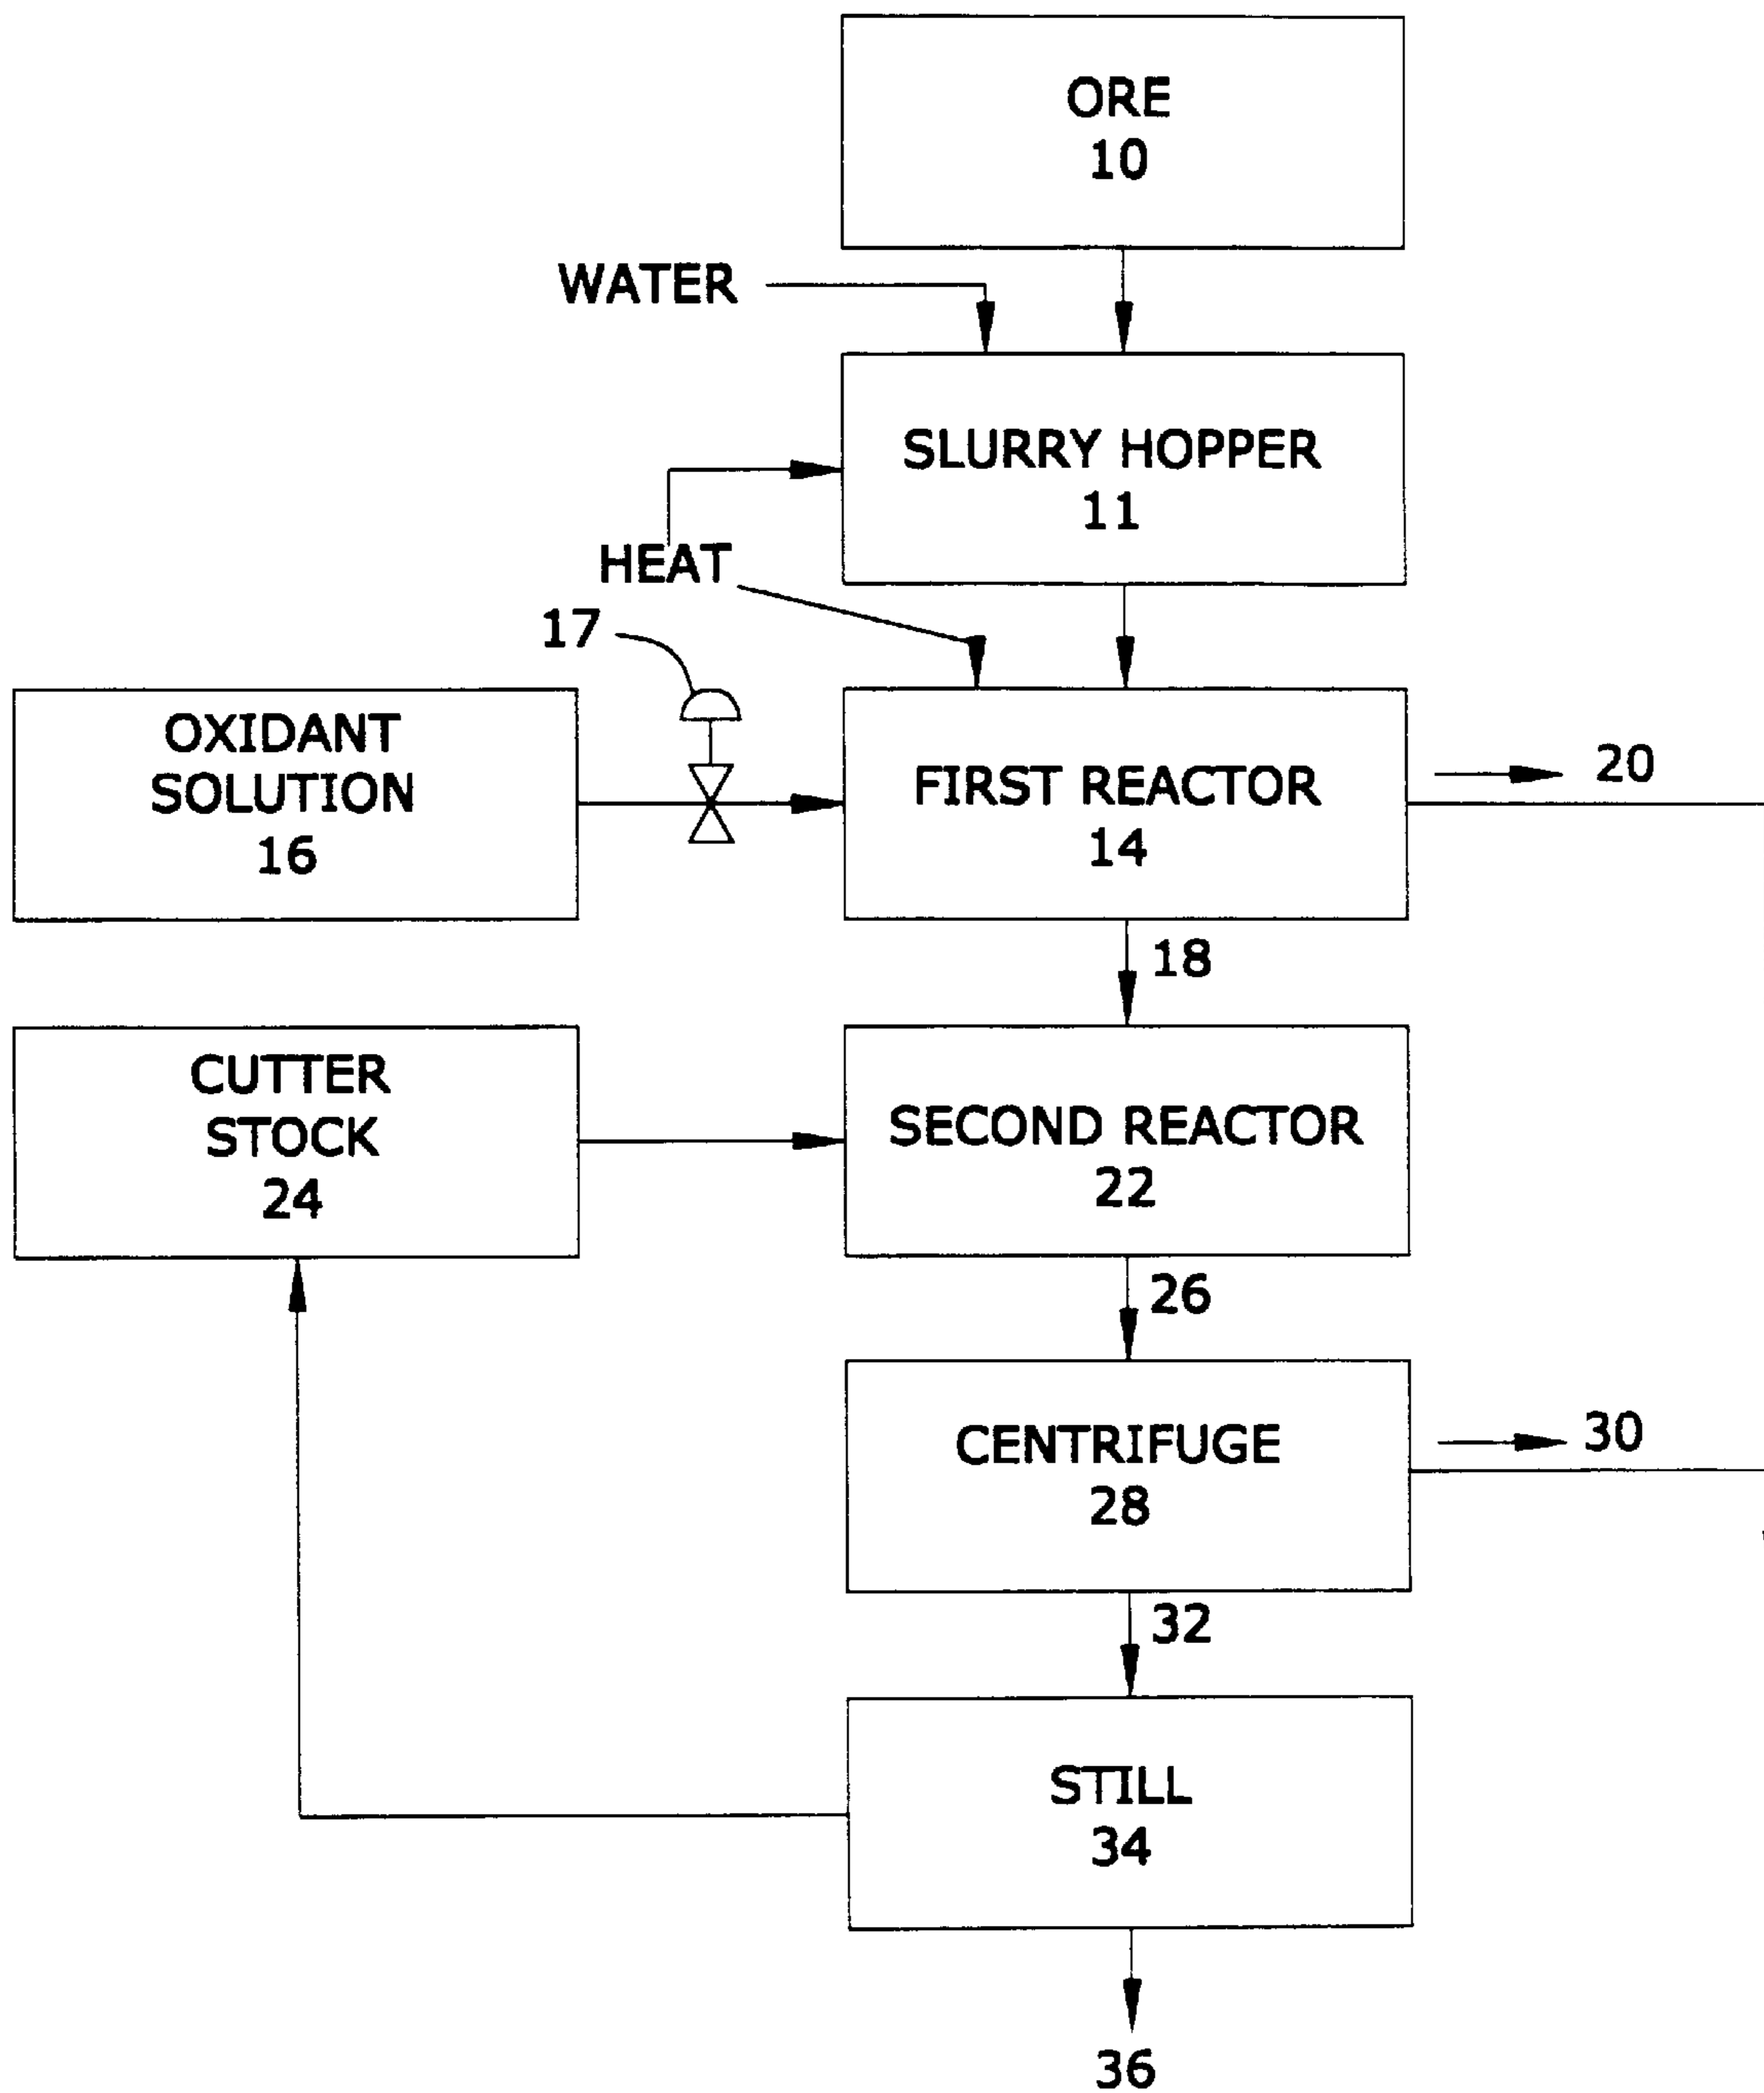 ORE
10
WATER
SLURRY HOPPER
11
HEAT
17
OXIDANT
SOLUTION
16
FIRST REACTOR
14
20
18
CUTTER
STOCK
24
SECOND REACTOR
22
26
CENTRIFUGE
28
30
32
STILL
34
36